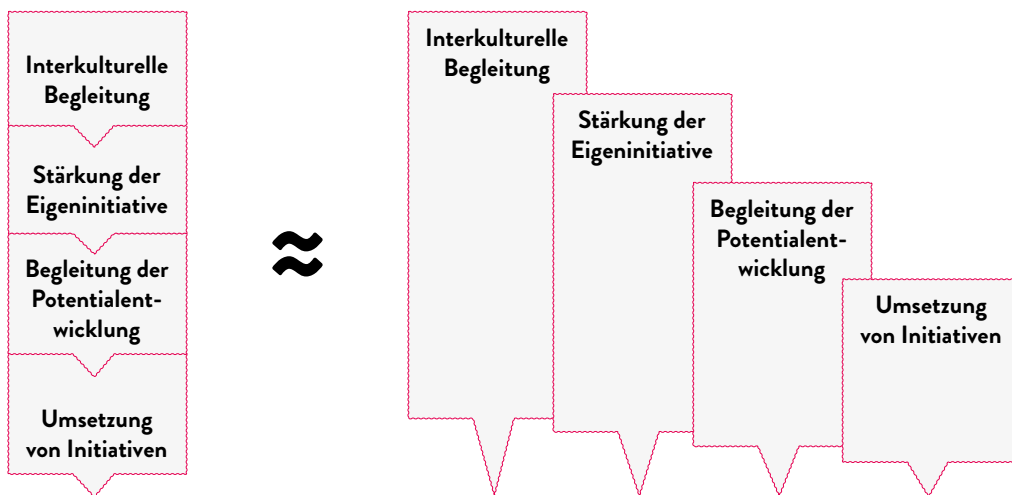 Interkulturelle
Begleitung
Stärkung der
Eigeninitiative
Begleitung der
Potentialent-
wicklung
Umsetzung
von Initiativen
≈
Interkulturelle
Begleitung
Stärkung der
Eigeninitiative
Begleitung der
Potentialent-
wicklung
Umsetzung
von Initiativen